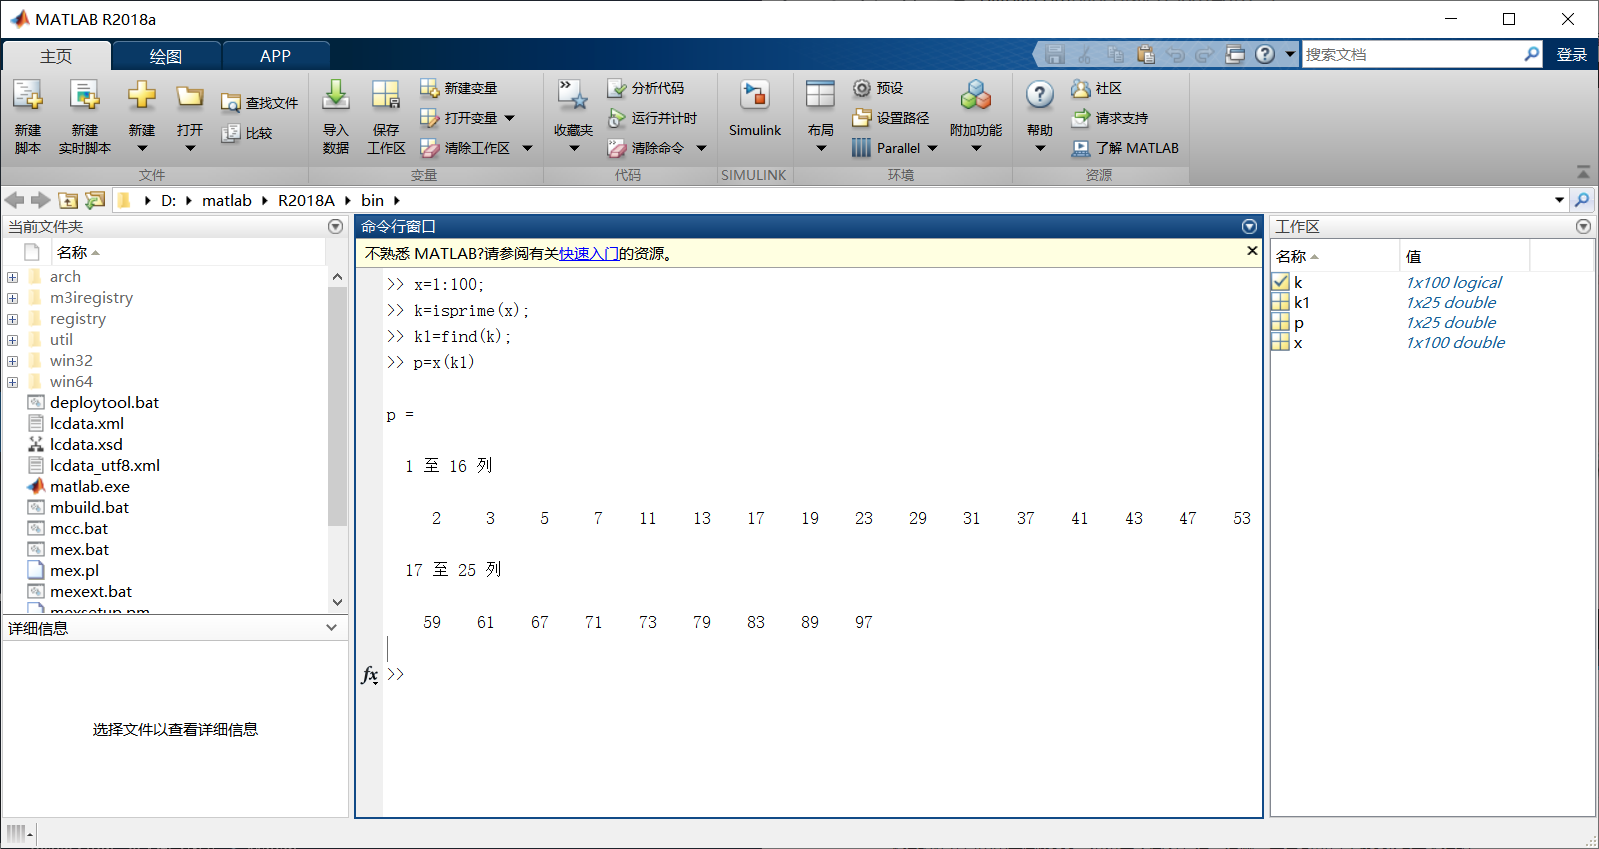 MATLAB R2018a
主页 绘图 APP
搜索文档
登录
新建
脚本
新建
实时脚本
新建
打开
查找文件
比较
文件
导入
数据
保存
工作区
新建变量
打开变量
清除工作区
变量
收藏夹
分析代码
运行并计时
清除命令
代码
Simulink
SIMULINK
布局
预设
设置路径
Parallel
附加功能
环境
帮助
社区
请求支持
了解 MATLAB
资源
D: matlab R2018A bin
当前文件夹
名称
arch
m3iregistry
registry
util
win32
win64
deploytool.bat
lcdata.xml
lcdata.xsd
lcdata_utf8.xml
matlab.exe
mbuild.bat
mcc.bat
mex.bat
mex.pl
mexext.bat
mexsetup.pm
详细信息
选择文件以查看详细信息
命令行窗口
不熟悉 MATLAB?请参阅有关快速入门的资源。
>> x=1:100;
>> k=isprime(x);
>> k1=find(k);
>> p=x(k1)
p =
1 至 16 列
2 3 5 7 11 13 17 19 23 29 31 37 41 43 47 53
17 至 25 列
59 61 67 71 73 79 83 89 97
fx >>
工作区
名称 值
k 1x100 logical
k1 1x25 double
p 1x25 double
x 1x100 double